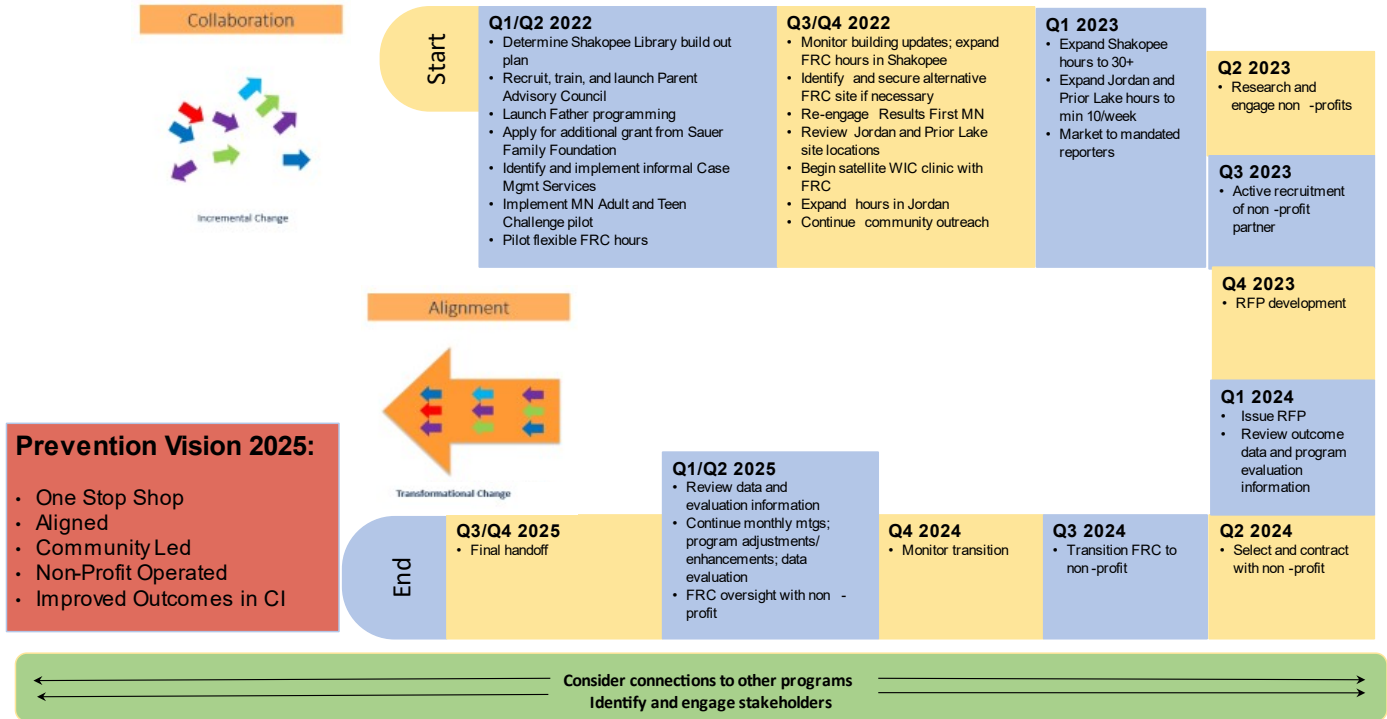 Collaboration
Incremental Change
Start
Q1/Q2 2022
• Determine Shakopee Library build out
plan
• Recruit, train, and launch Parent
Advisory Council
• Launch Father programming
• Apply for additional grant from Sauer
Family Foundation
• Identify and implement informal Case
Mgmt Services
• Implement MN Adult and Teen
Challenge pilot
• Pilot flexible FRC hours
Q3/Q4 2022
• Monitor building updates; expand
FRC hours in Shakopee
• Identify and secure alternative
FRC site if necessary
• Re-engage Results First MN
• Review Jordan and Prior Lake
site locations
• Begin satellite WIC clinic with
FRC
• Expand hours in Jordan
• Continue community outreach
Q1 2023
• Expand Shakopee
hours to 30+
• Expand Jordan and
Prior Lake hours to
min 10/week
• Market to mandated
reporters
Q2 2023
• Research and
engage non -profits
Q3 2023
• Active recruitment
of non -profit
partner
Q4 2023
• RFP development
Q1 2024
• Issue RFP
• Review outcome
data and program
evaluation
information
Q2 2024
• Select and contract
with non -profit
Q3 2024
• Transition FRC to
non -profit
Q4 2024
• Monitor transition
Q1/Q2 2025
• Review data and
evaluation information
• Continue monthly mtgs;
program adjustments/
enhancements; data
evaluation
• FRC oversight with non -
profit
Q3/Q4 2025
• Final handoff
End
Alignment
Transformational Change
Prevention Vision 2025:
• One Stop Shop
• Aligned
• Community Led
• Non-Profit Operated
• Improved Outcomes in CI
Consider connections to other programs
Identify and engage stakeholders